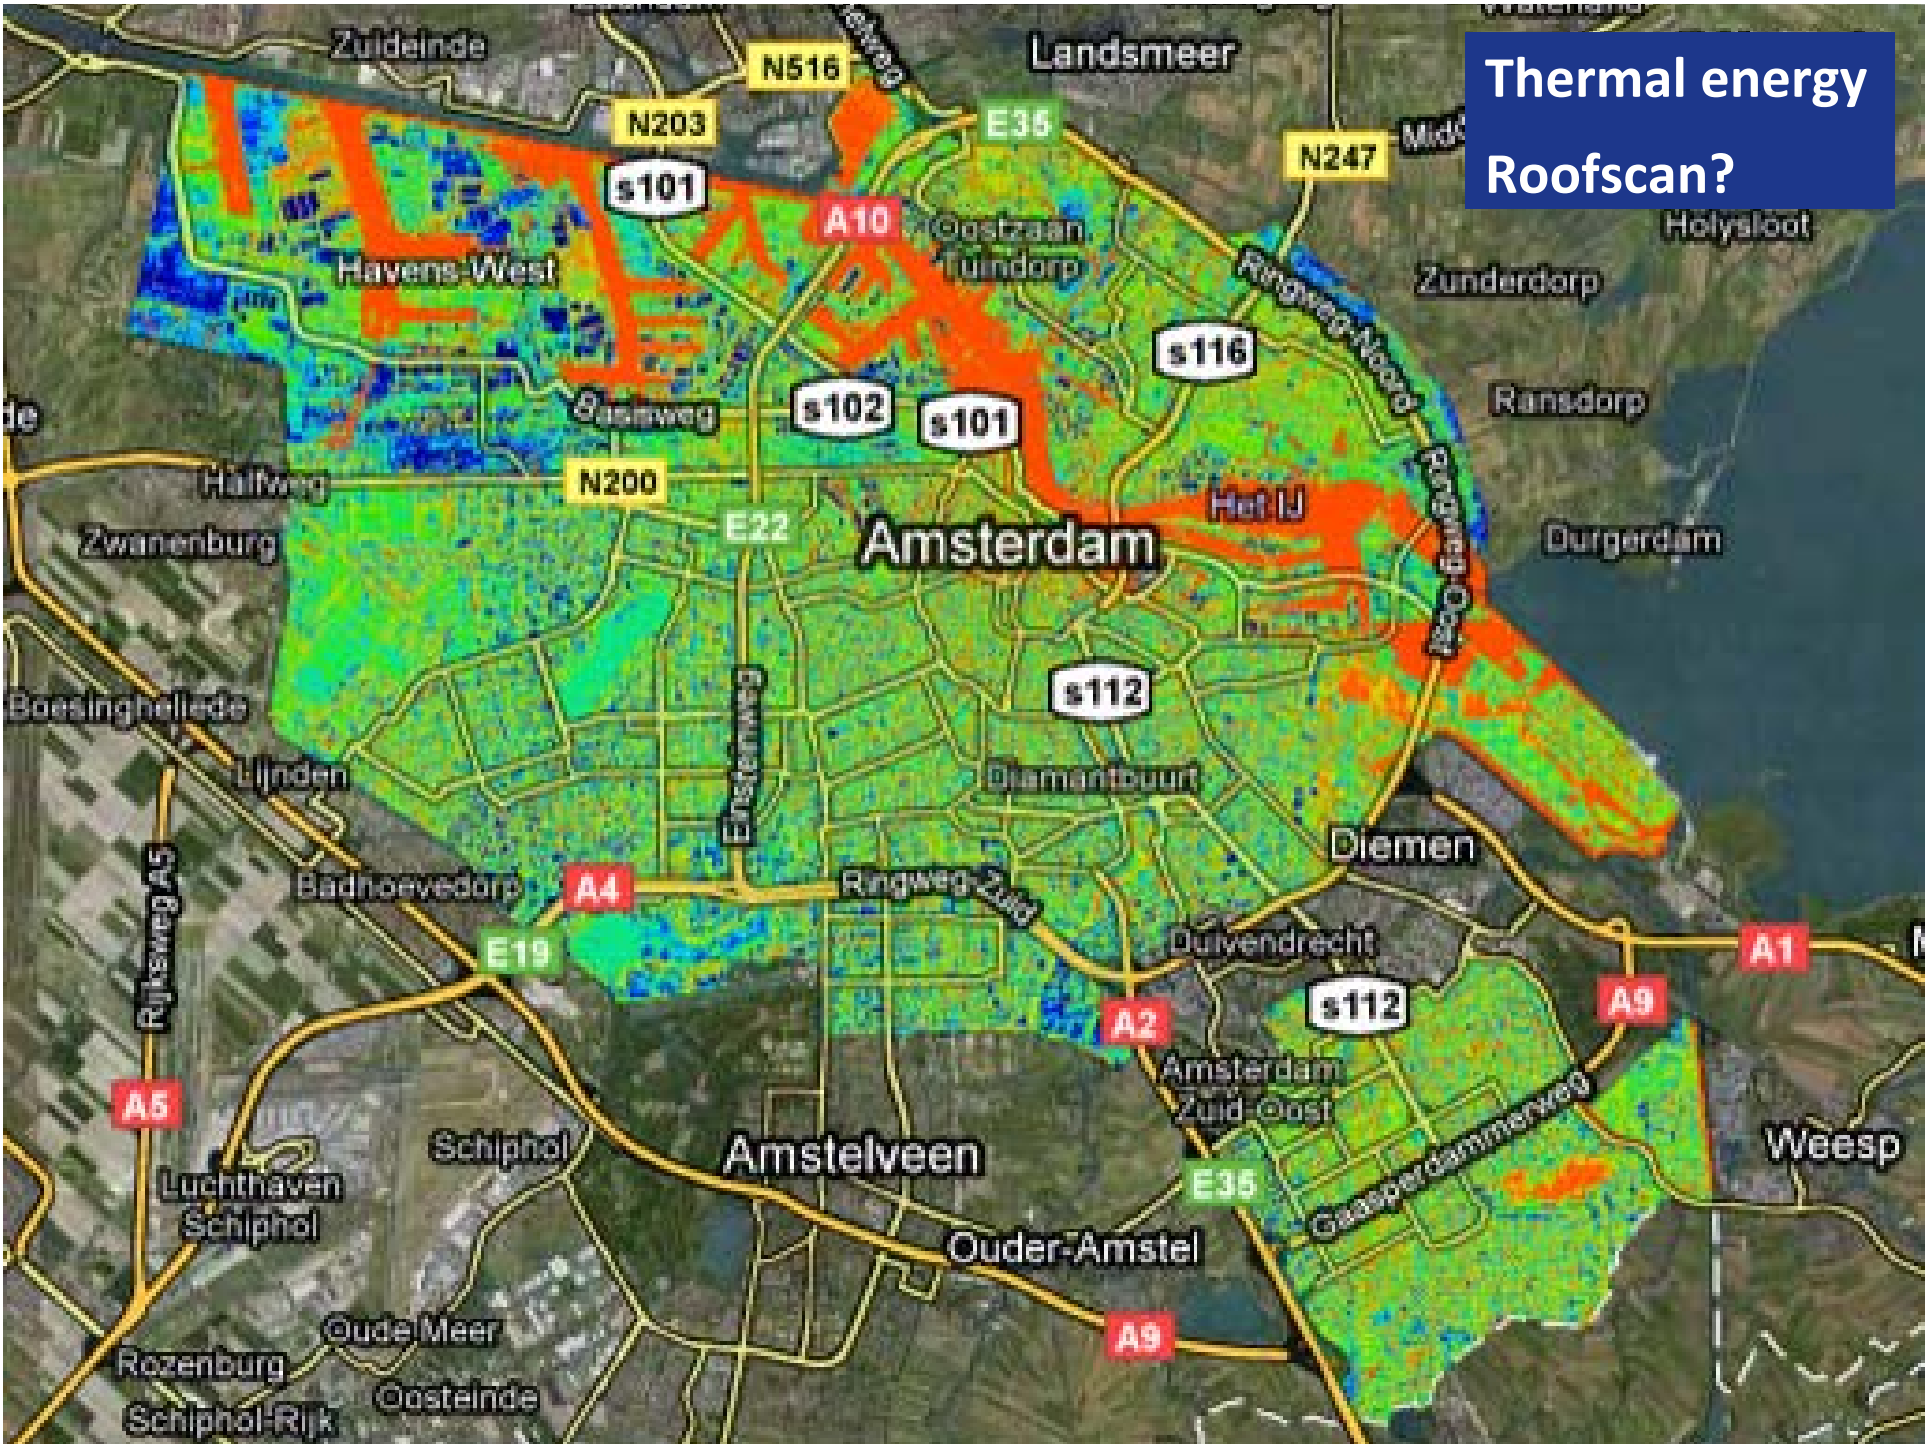 Zuideinde
N516
Landsmeer
Thermal energy
Roofscan?
N203
E35
N247
s101
A10
Oostzaan
Tuindorp
Holysloot
Havens-West
Zunderdorp
Ringweg-Noord
s116
Ransdorp
s102
s101
Basisweg
Halfweg
N200
Het IJ
Zwanenburg
E22
Amsterdam
Durgerdam
Ringweg-Oost
s112
Boesingheliede
Lijnden
Einsteinweg
Diamantbuurt
Diemen
Badhoevedorp
A4
Ringweg-Zuid
Rijksweg A5
E19
Duivendrecht
A1
s112
A9
A2
Amsterdam
Zuid-Oost
A5
Schiphol
Amstelveen
Gaasperdammerweg
Weesp
Luchthaven
Schiphol
E35
Ouder-Amstel
Oude Meer
A9
Rozenburg
Oosteinde
Schiphol-Rijk